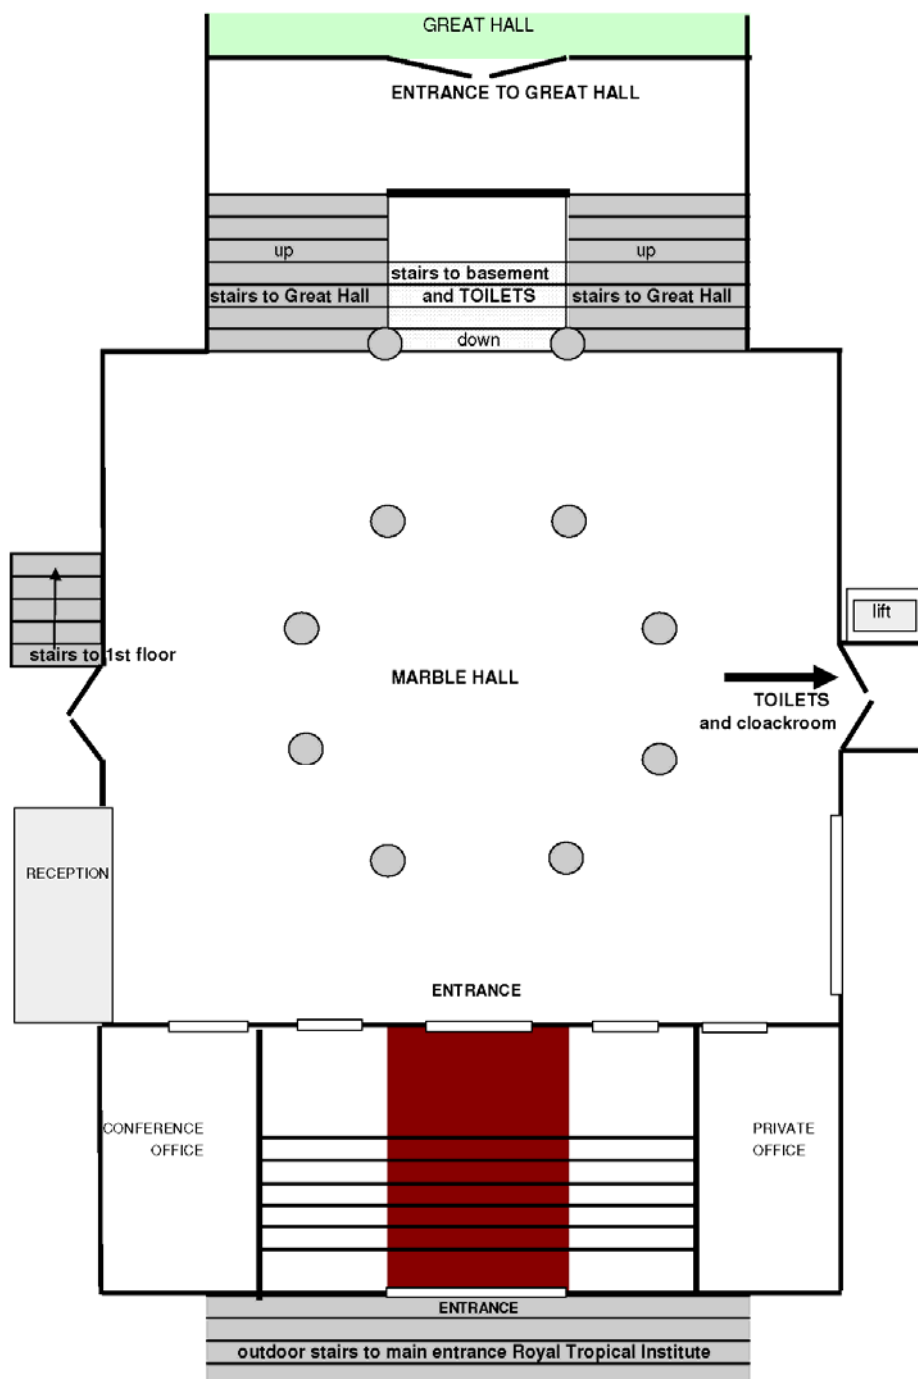 GREAT HALL
ENTRANCE TO GREAT HALL
up
up
stairs to basement
stairs to Great Hall
and TOILETS
stairs to Great Hall
down
lift
stairs to 1st floor
MARBLE HALL
TOILETS
and cloackroom
RECEPTION
ENTRANCE
CONFERENCE
OFFICE
PRIVATE
OFFICE
ENTRANCE
outdoor stairs to main entrance Royal Tropical Institute